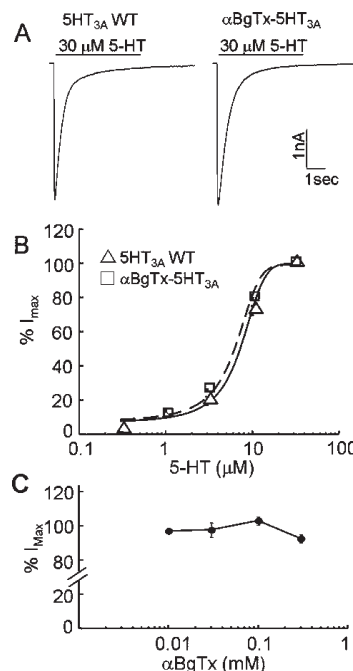 A
5HT3A WT
αBgTx-5HT3A
30 μM 5-HT
30 μM 5-HT
1nA
1sec
B
120
100
80
60
40
20
0
% Imax
△ 5HT3A WT
□ αBgTx-5HT3A
0.1
1
10
100
5-HT (μM)
C
120
100
80
20
0
% IMax
0.01
0.1
1
αBgTx (mM)